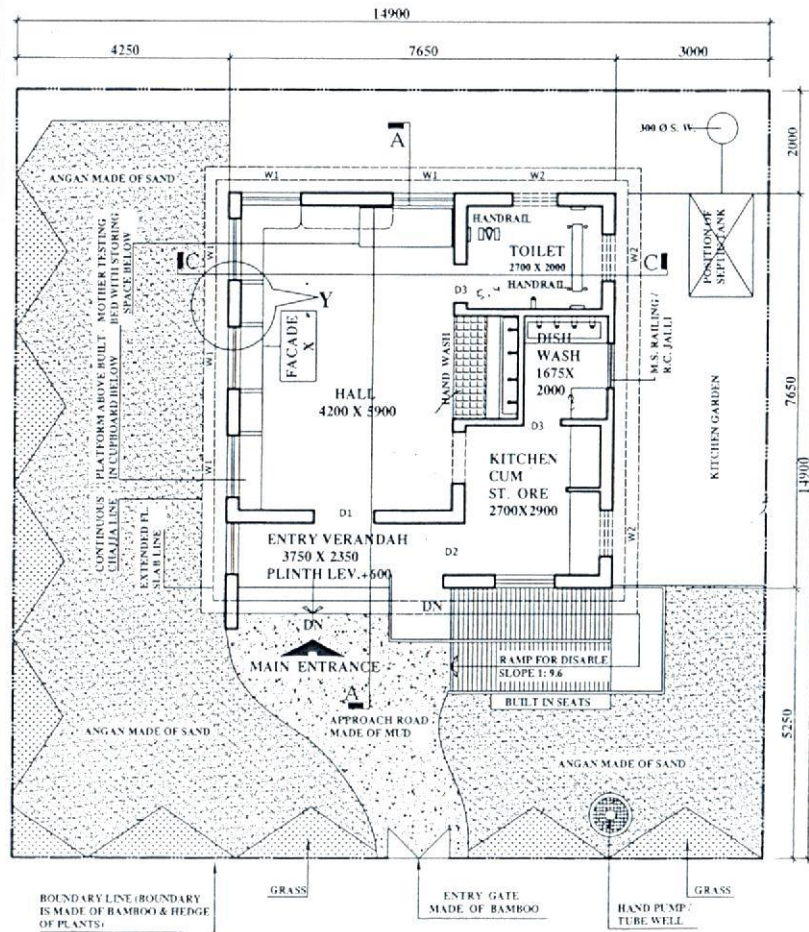 14900
4250
7650
3000
A
300 Ø S. W.
2000
ANGAN MADE OF SAND
W1
W1
W2
HANDRAIL
TOILET
2700 X 2000
HANDRAIL
POSITION OF
SEPTIC TANK
MOTHER TESTING
BED WITH STORING
SPACE BELOW
W1
C
C
W2
D3
Y
FACADE
X
HAND WASH
DISH
WASH
1675X
2000
M.S. RAILING /
R.C. JALLI
PLATFORM ABOVE BUILT
IN CUPBOARD BELOW
W1
HALL
4200 X 5900
D3
KITCHEN GARDEN
7650
14900
KITCHEN
CUM
ST. ORE
2700X2900
CONTINUOUS
CHAJJA LINE
W1
EXTENDED FL
SLAB LINE
D1
ENTRY VERANDAH
3750 X 2350
PLINTH LEV.+600
D2
W2
DN
DN
MAIN ENTRANCE
RAMP FOR DISABLE
SLOPE 1: 9.6
A
BUILT IN SEATS
APPROACH ROAD
MADE OF MUD
ANGAN MADE OF SAND
ANGAN MADE OF SAND
5250
BOUNDARY LINE (BOUNDARY
IS MADE OF BAMBOO & HEDGE
OF PLANTS)
GRASS
ENTRY GATE
MADE OF BAMBOO
HAND PUMP /
TUBE WELL
GRASS